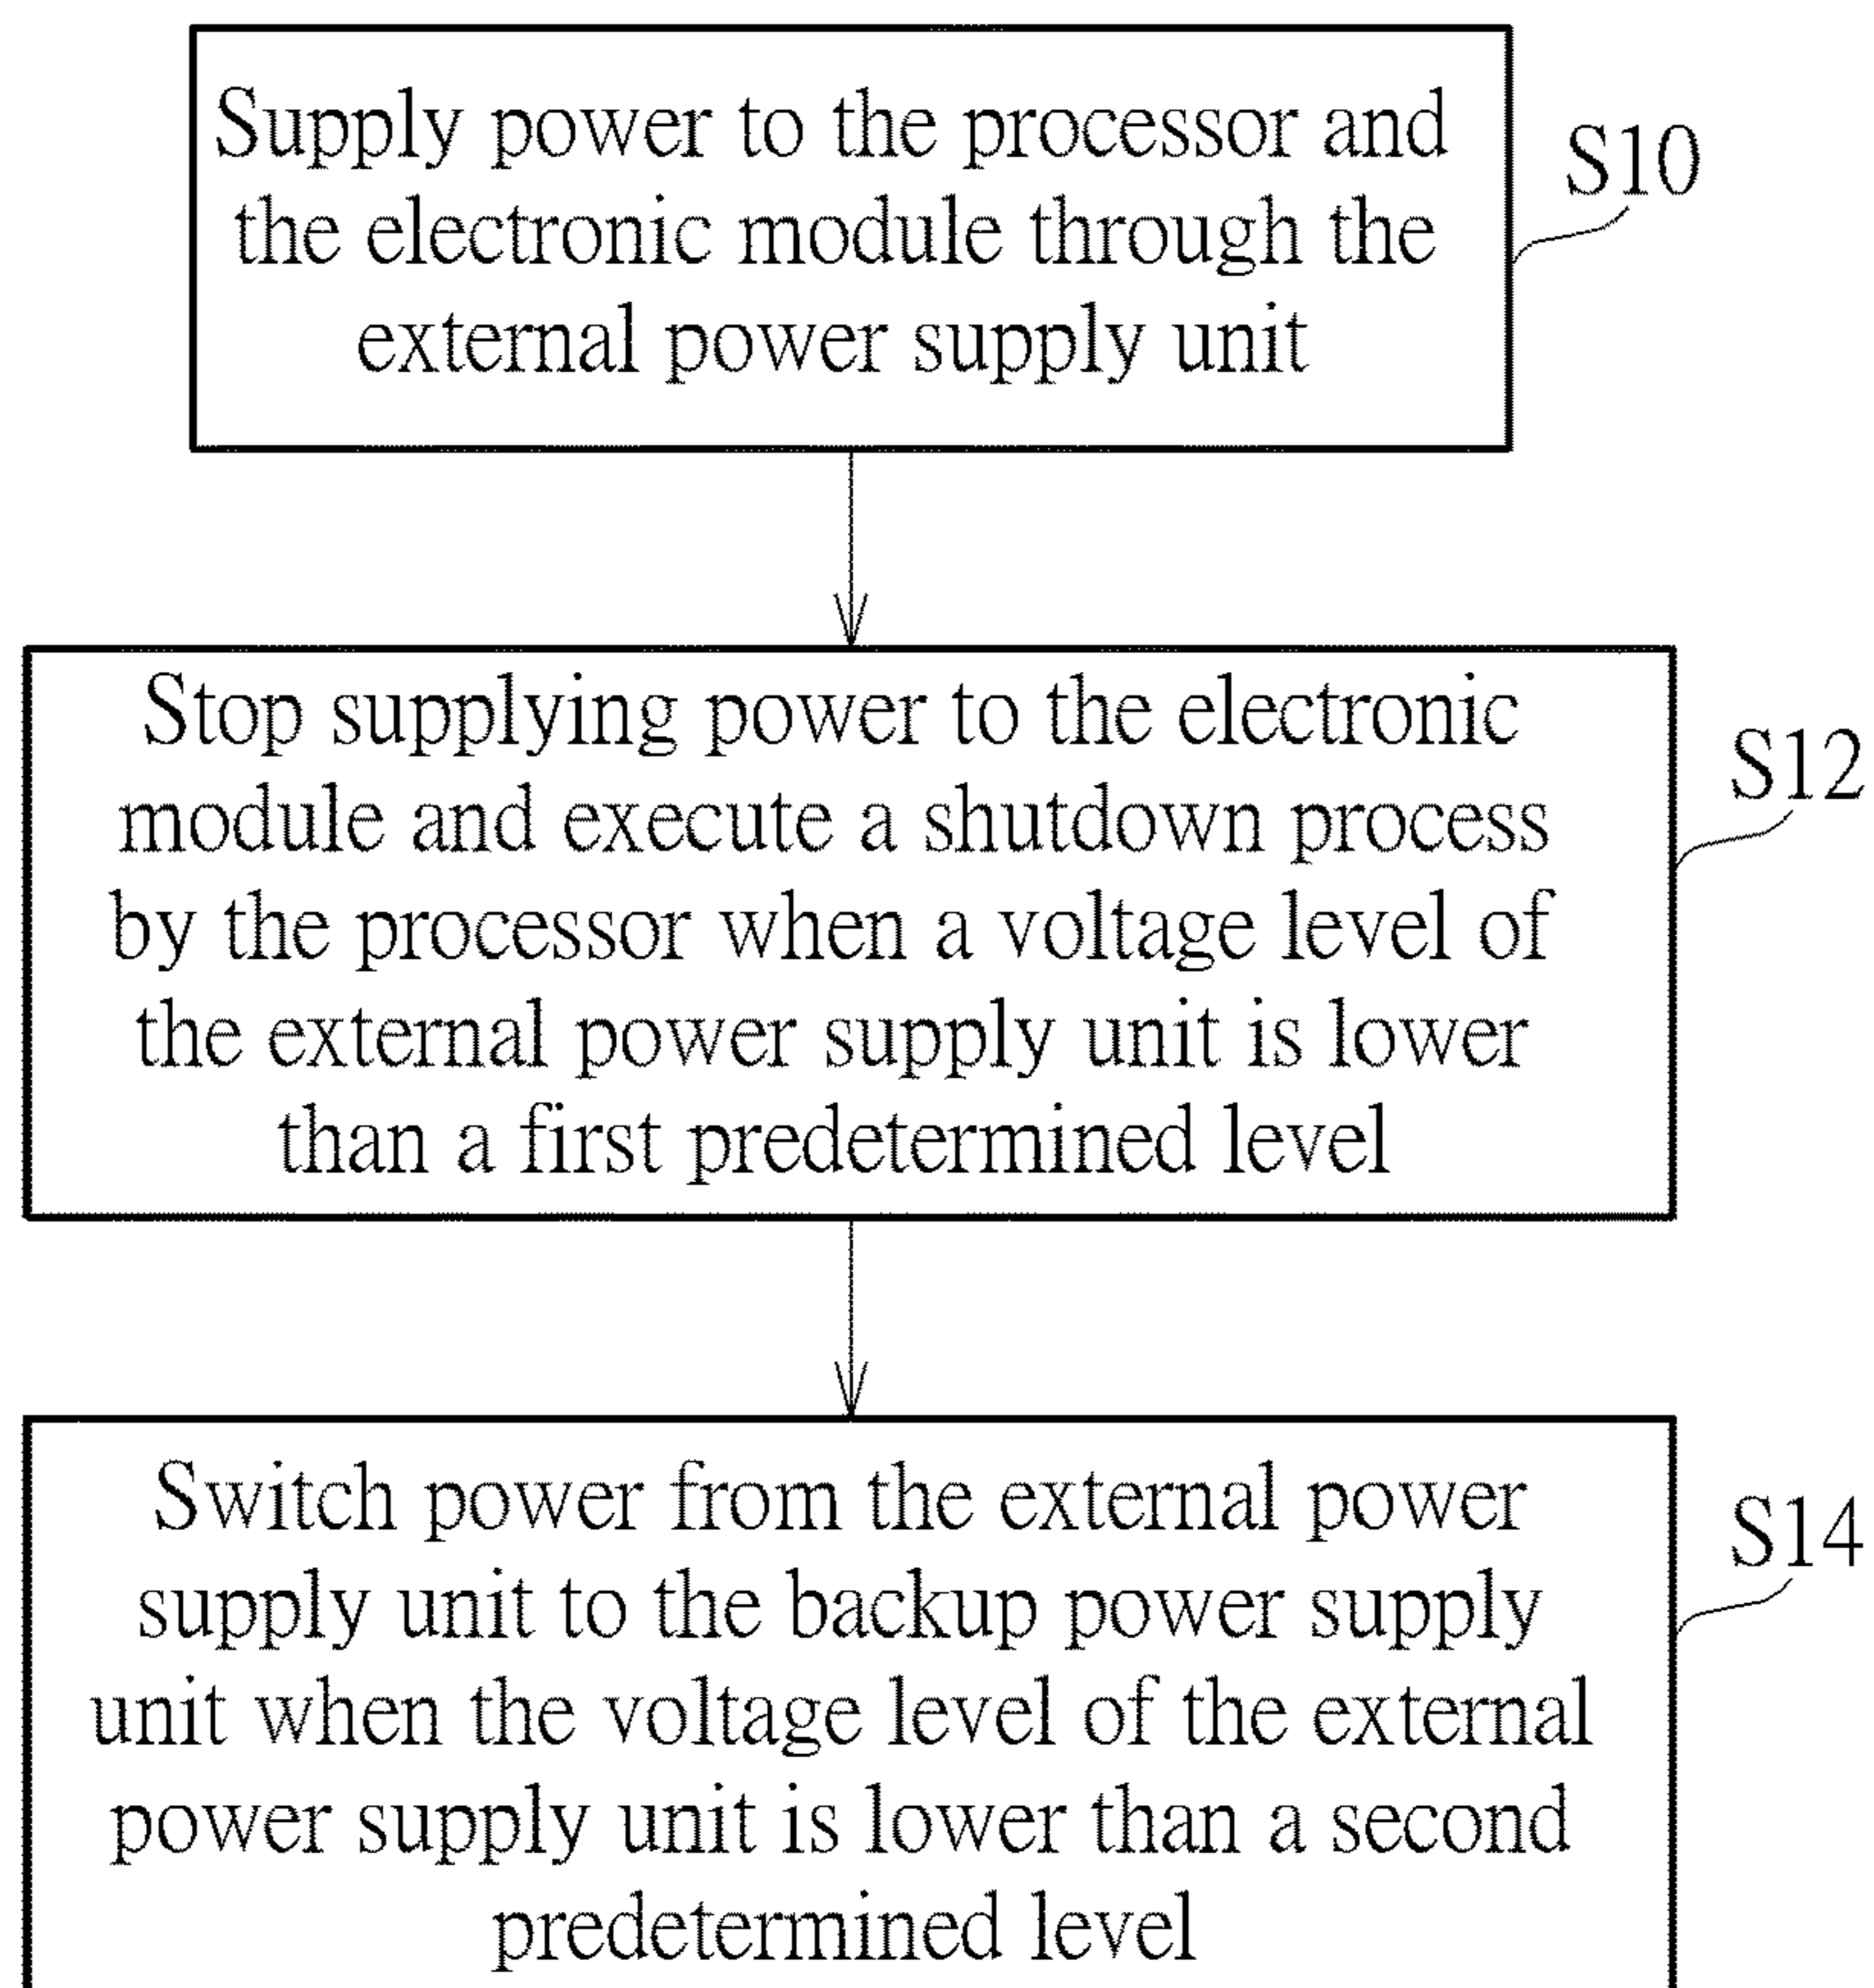 Supply power to the processor and
the electronic module through the
external power supply unit
S10
Stop supplying power to the electronic
module and execute a shutdown process
by the processor when a voltage level of
the external power supply unit is lower
than a first predetermined level
S12
Switch power from the external power
supply unit to the backup power supply
unit when the voltage level of the external
power supply unit is lower than a second
predetermined level
S14